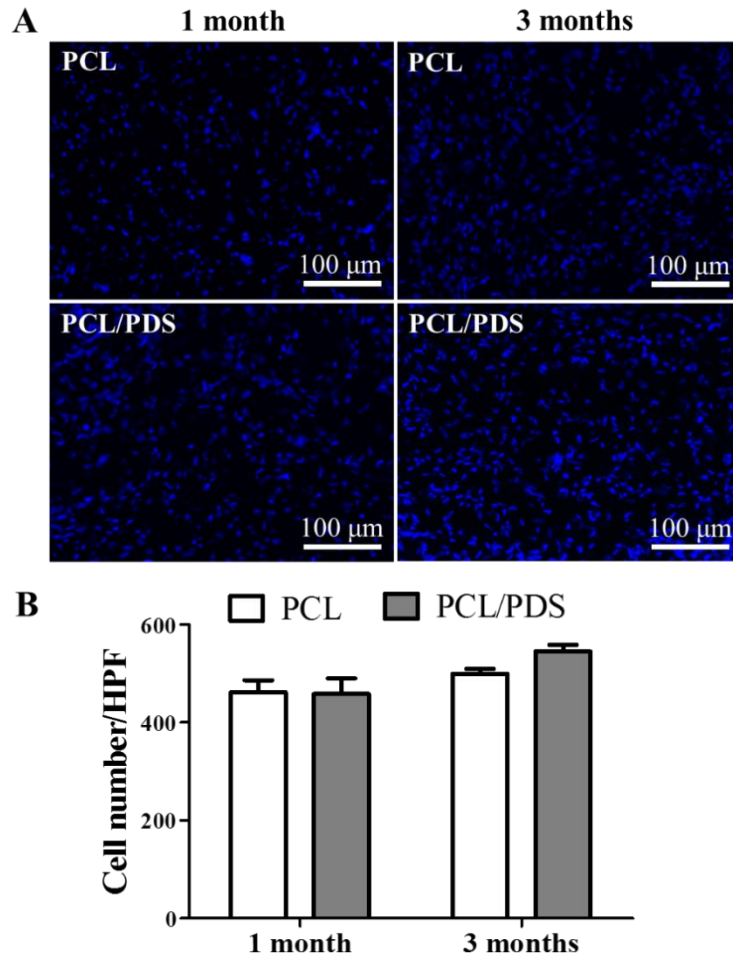 A
1 month
3 months
PCL
PCL
100 μm
100 μm
PCL/PDS
PCL/PDS
100 μm
100 μm
B
PCL
PCL/PDS
Cell number/HPF
600
400
200
0
1 month
3 months